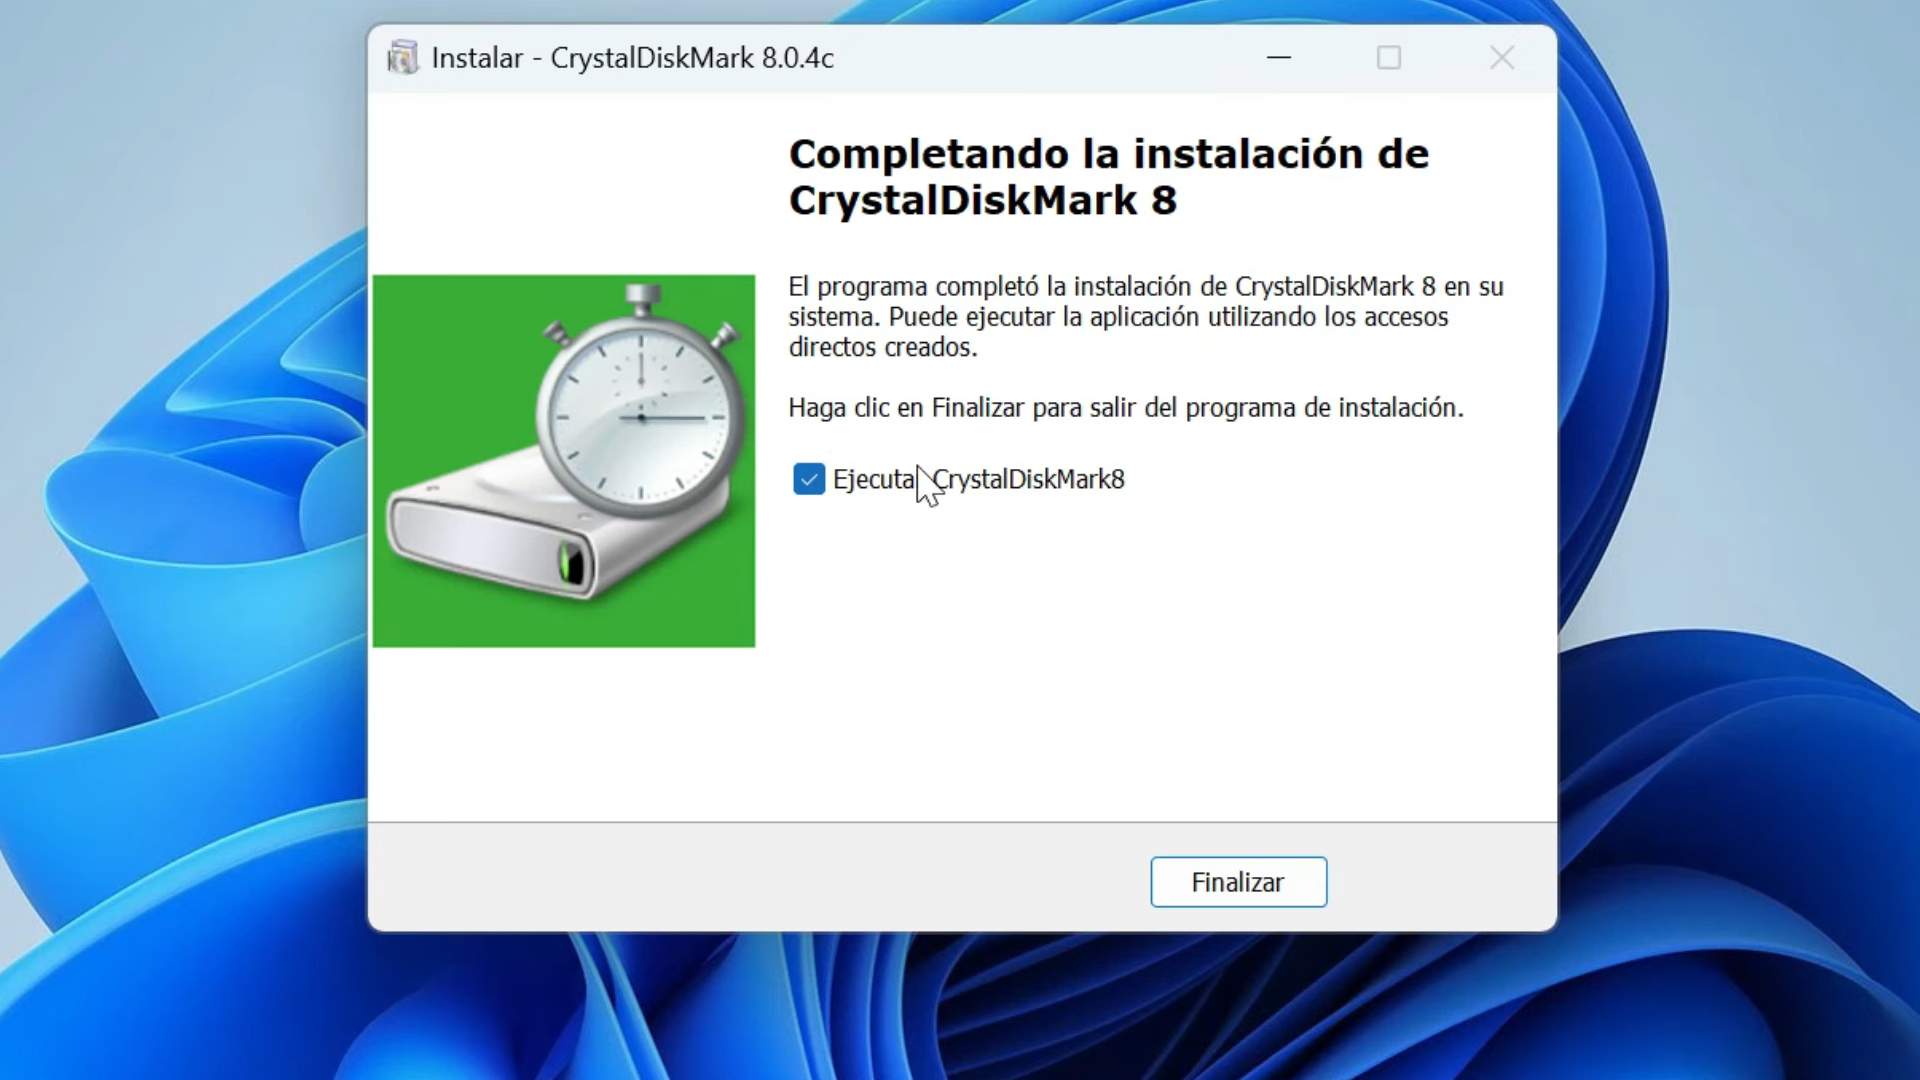 Instalar - CrystalDiskMark 8.0.4c
Completando la instalación de
CrystalDiskMark 8
El programa completó la instalación de CrystalDiskMark 8 en su
sistema. Puede ejecutar la aplicación utilizando los accesos
directos creados.
Haga clic en Finalizar para salir del programa de instalación.
Ejecutar CrystalDiskMark8
Finalizar